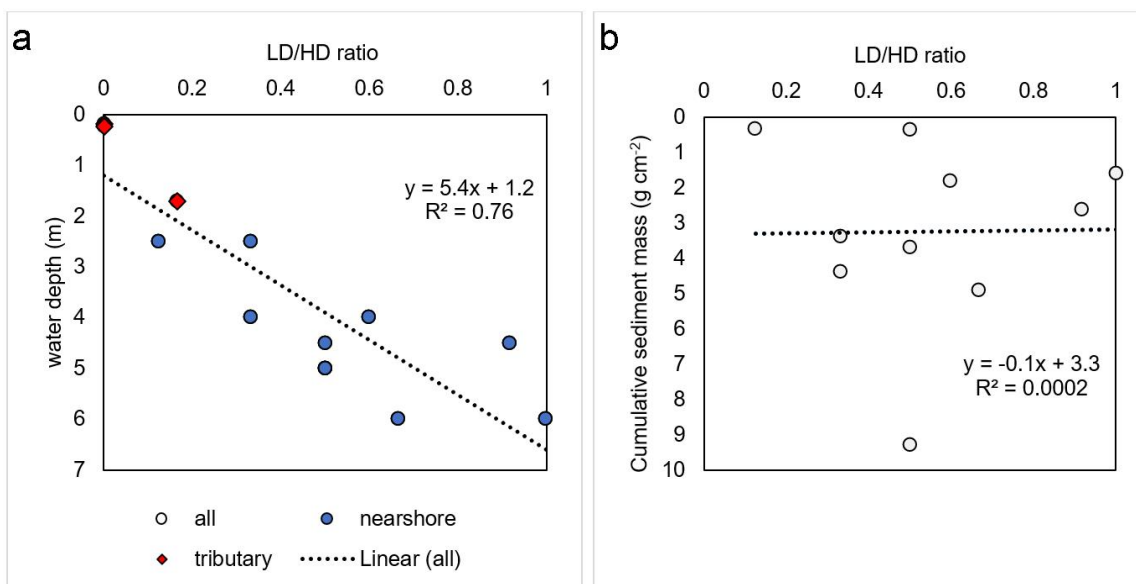 a
LD/HD ratio
0 0.2 0.4 0.6 0.8 1
0
1
2
3
4
5
6
7
water depth (m)
y = 5.4x + 1.2
R² = 0.76
all
nearshore
tributary
Linear (all)
b
LD/HD ratio
0 0.2 0.4 0.6 0.8 1
0
1
2
3
4
5
6
7
8
9
10
Cumulative sediment mass (g cm⁻²)
y = -0.1x + 3.3
R² = 0.0002